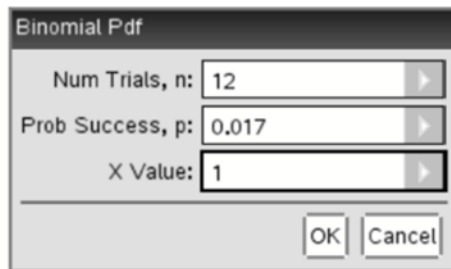 Binomial Pdf
Num Trials, n: 12
Prob Success, p: 0.017
X Value: 1
OK Cancel